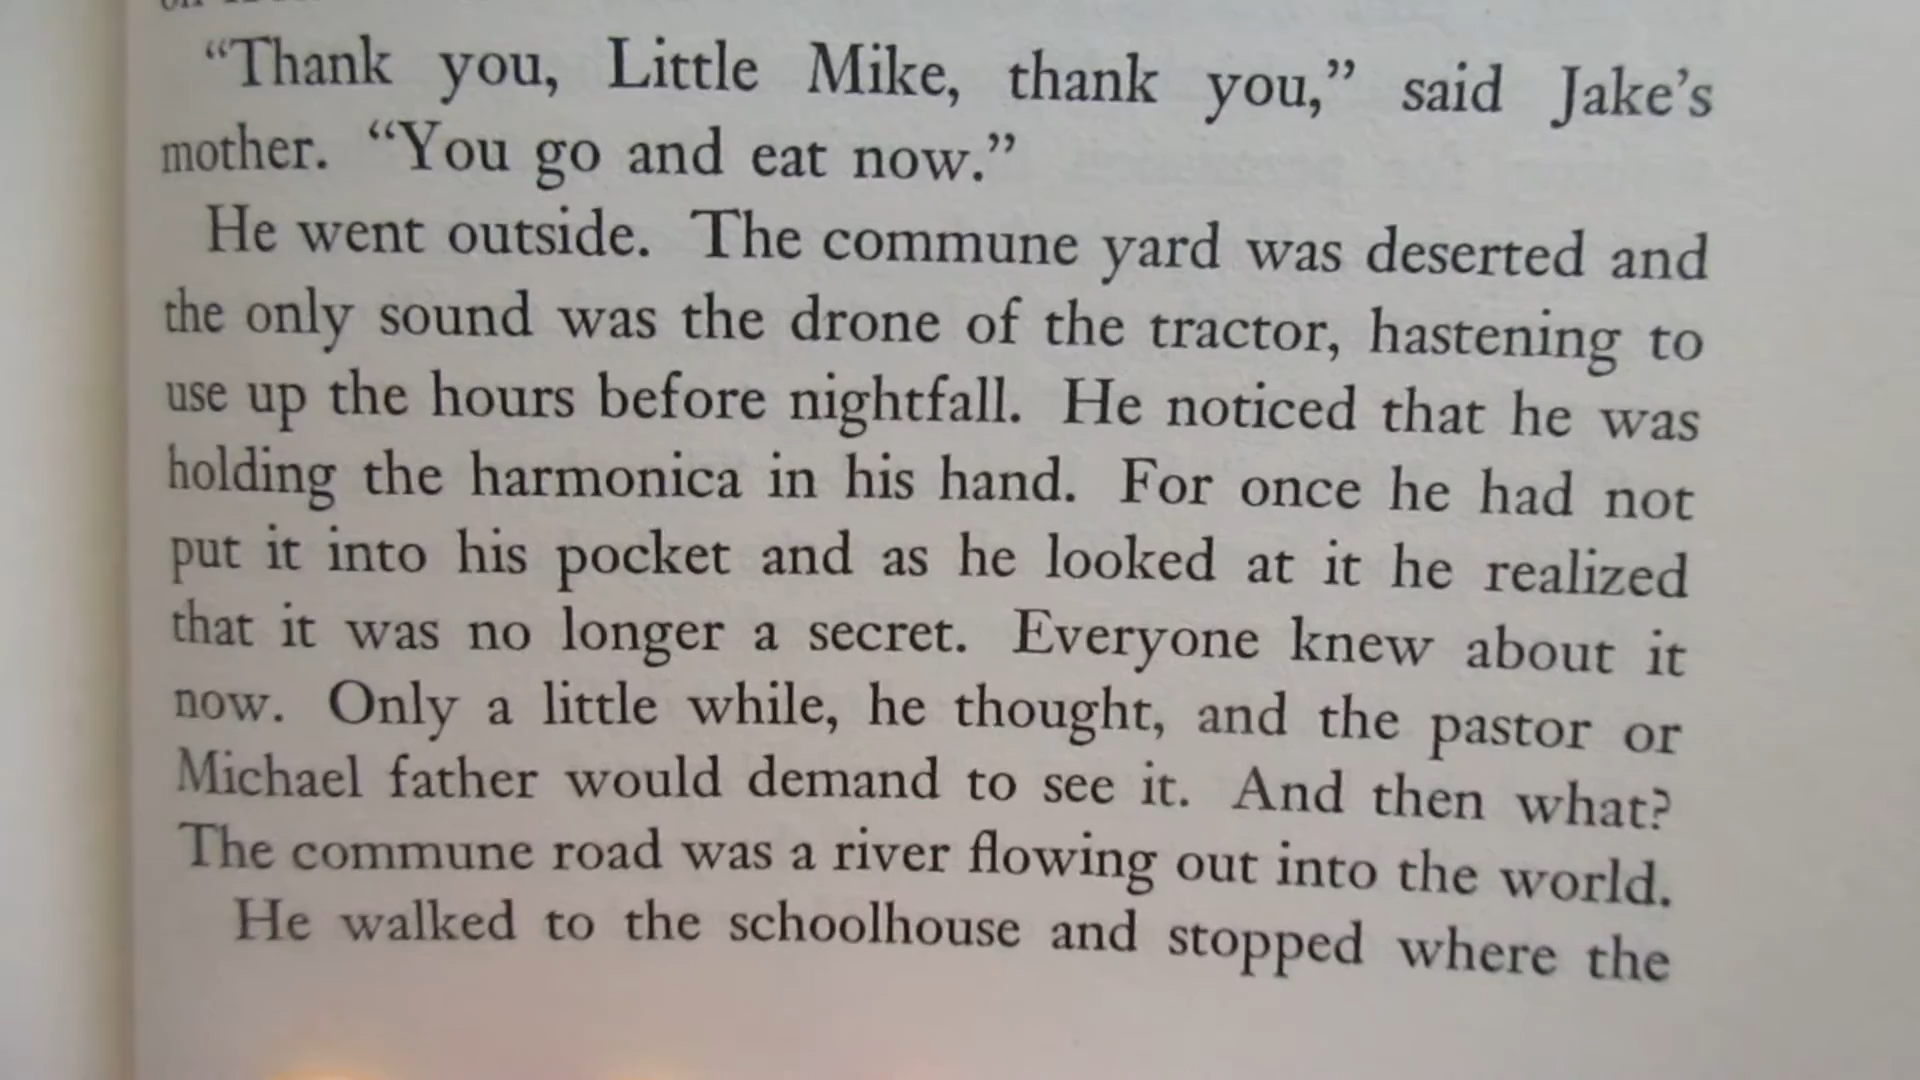 “Thank you, Little Mike, thank you,” said Jake’s
mother. “You go and eat now.”
He went outside. The commune yard was deserted and
the only sound was the drone of the tractor, hastening to
use up the hours before nightfall. He noticed that he was
holding the harmonica in his hand. For once he had not
put it into his pocket and as he looked at it he realized
that it was no longer a secret. Everyone knew about it
now. Only a little while, he thought, and the pastor or
Michael father would demand to see it. And then what?
The commune road was a river flowing out into the world.
He walked to the schoolhouse and stopped where the